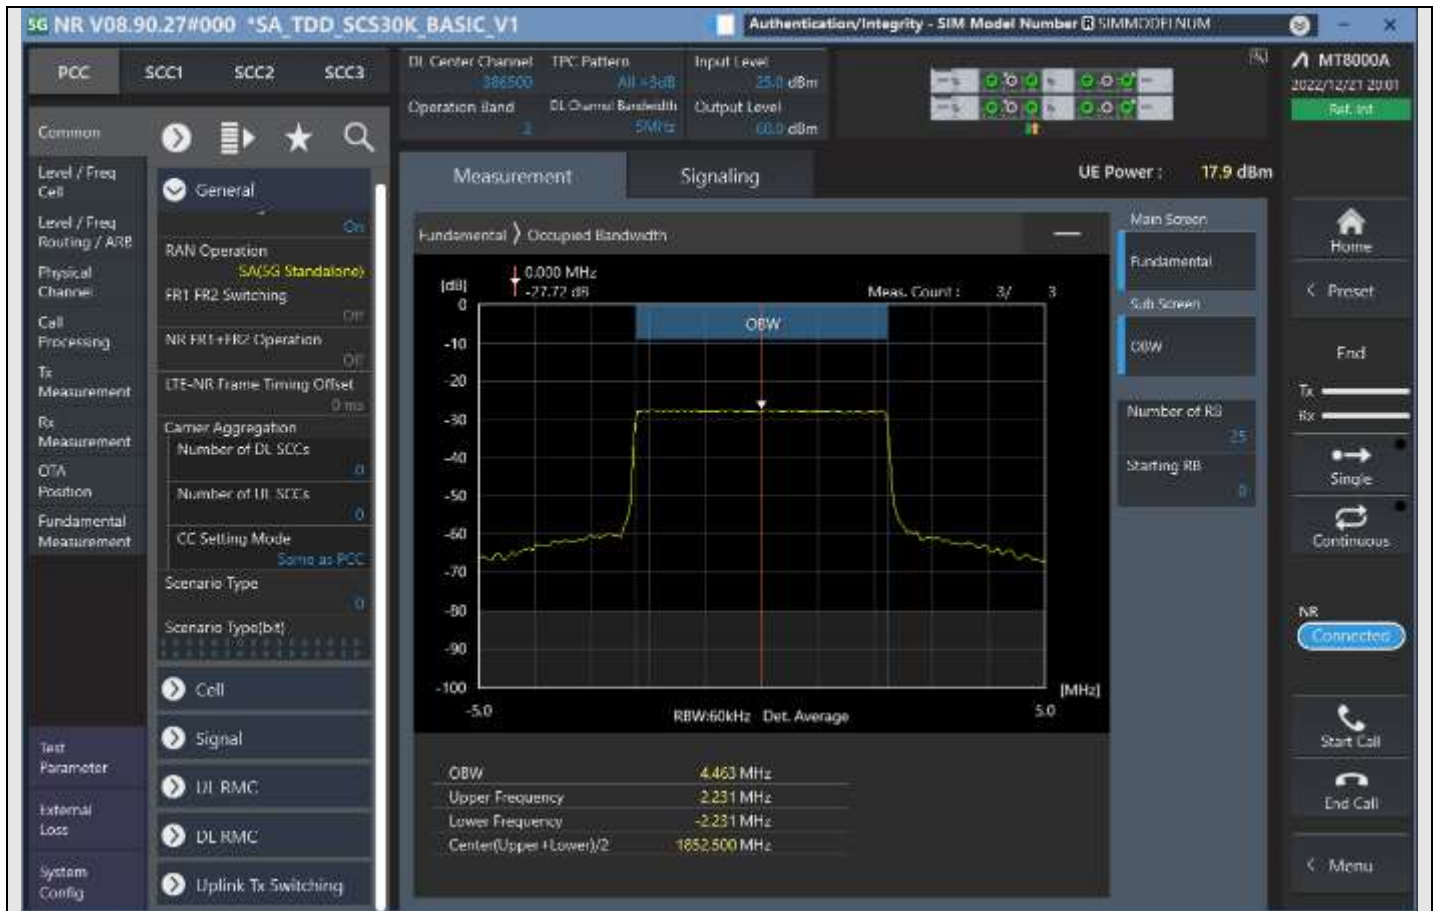 5G NR V08.90.27#000 *SA_TDD_SCS30K_BASIC_V1
Authentication/Integrity - SIM Model Number SIMMODELNUM
PCC SCC1 SCC2 SCC3
DL Center Channel
386500
TPC Pattern
All +3dB
Input Level
25.0 dBm
Operation Band
2
DL Channel Bandwidth
5MHz
Output Level
dBm
MT8000A
2022/12/21 20:01
Ref. Int
Common
Level / Freq
Cell
Level / Freq
Routing / ARB
Physical
Channel
Call
Processing
Tx
Measurement
Rx
Measurement
OTA
Position
Fundamental
Measurement
Test
Parameter
External
Loss
System
Config
General
On
RAN Operation
SA(5G Standalone)
FR1 FR2 Switching
Off
NR FR1+FR2 Operation
Off
LTE-NR Frame Timing Offset
0 ms
Carrier Aggregation
Number of DL SCCs
0
Number of UL SCCs
0
CC Setting Mode
Same as PCC
Scenario Type
0
Scenario Type(bit)
Cell
Signal
UL RMC
DL RMC
Uplink Tx Switching
Measurement Signaling
UE Power : 17.9 dBm
Fundamental Occupied Bandwidth
0.000 MHz
-27.72 dB
Meas. Count : 3/ 3
[dB]
OBW
0
-10
-20
-30
-40
-50
-60
-70
-80
-90
-100
[MHz]
-5.0
RBW:60kHz Det. Average
5.0
OBW 4.463 MHz
Upper Frequency 2.231 MHz
Lower Frequency -2.231 MHz
Center(Upper+Lower)/2 1852.500 MHz
Main Screen
Fundamental
Sub Screen
OBW
Number of RB
25
Starting RB
0
Home
Preset
End
Tx
Rx
Single
Continuous
NR
Connected
Start Call
End Call
Menu